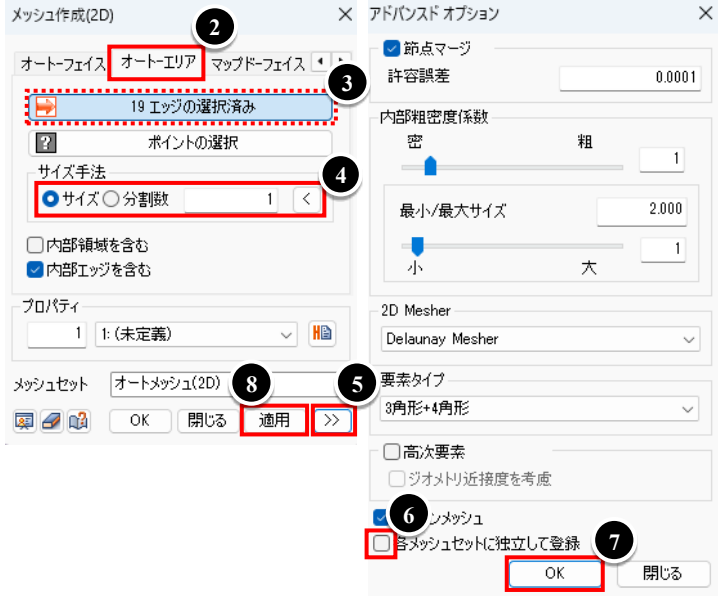 メッシュ作成(2D)
2
オートーフェイス オートーエリア マップドーフェイス
3
19 エッジの選択済み
ポイントの選択
サイズ手法
4
サイズ 分割数 1 <
内部領域を含む
内部エッジを含む
プロパティ
1 1: (未定義)
メッシュセット オートメッシュ(2D)
8
5
OK 閉じる 適用 >>
アドバンスド オプション
節点マージ
許容誤差 0.0001
内部粗密度係数
密 粗
1
最小/最大サイズ 2.000
1
小 大
2D Mesher
Delaunay Mesher
要素タイプ
3角形+4角形
高次要素
ジオメトリ近接度を考慮
6
ンメッシュ
各メッシュセットに独立して登録
7
OK 閉じる